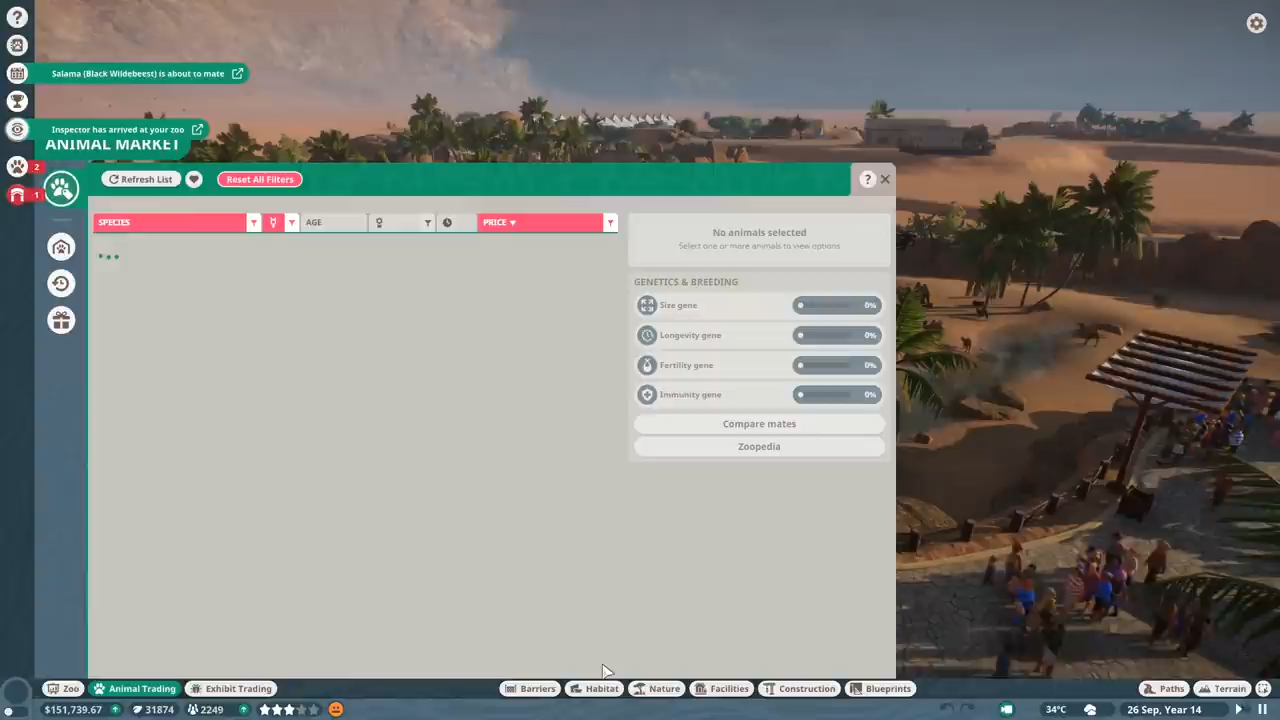 Salama (Black Wildebeest) is about to mate
Inspector has arrived at your zoo
ANIMAL MARKET
2
1
Refresh List
Reset All Filters
?
SPECIES
AGE
PRICE
No animals selected
Select one or more animals to view options
GENETICS & BREEDING
Size gene 0%
Longevity gene 0%
Fertility gene 0%
Immunity gene 0%
Compare mates
Zoopedia
Zoo
Animal Trading
Exhibit Trading
Barriers
Habitat
Nature
Facilities
Construction
Blueprints
Paths
Terrain
$151,739.67
31874
2249
34°C
26 Sep, Year 14